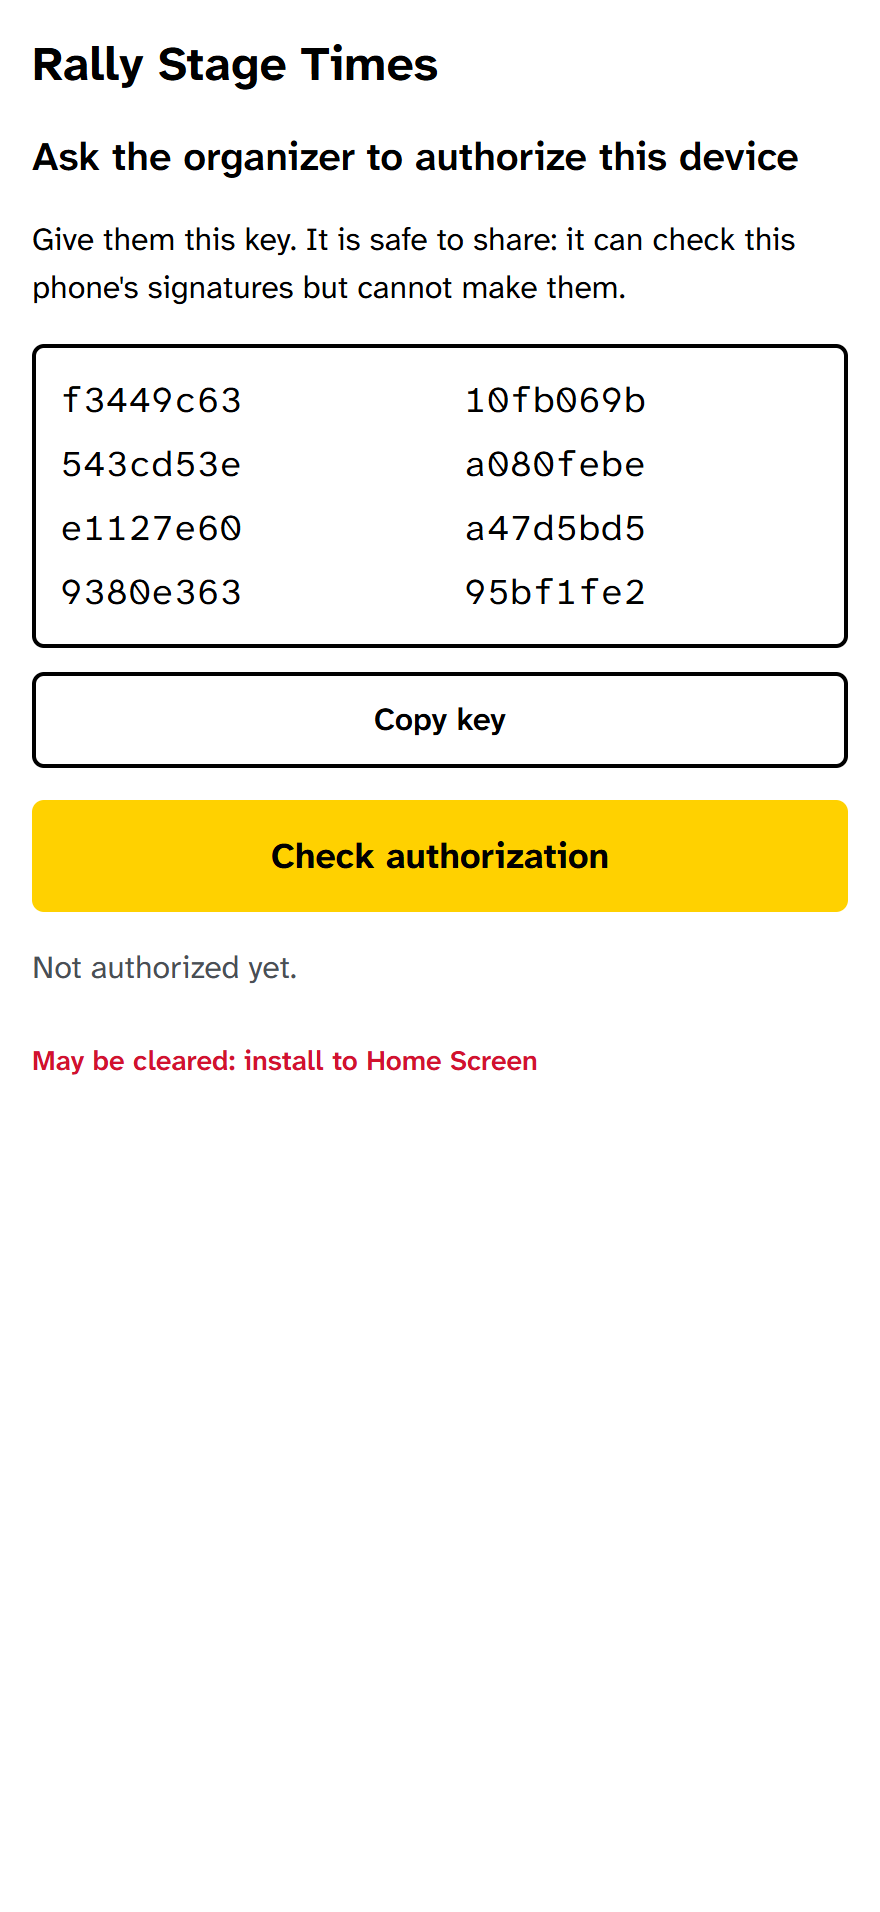 Rally Stage Times
Ask the organizer to authorize this device
Give them this key. It is safe to share: it can check this
phone's signatures but cannot make them.
f3449c63 10fb069b
543cd53e a080febe
e1127e60 a47d5bd5
9380e363 95bf1fe2
Copy key
Check authorization
Not authorized yet.
May be cleared: install to Home Screen